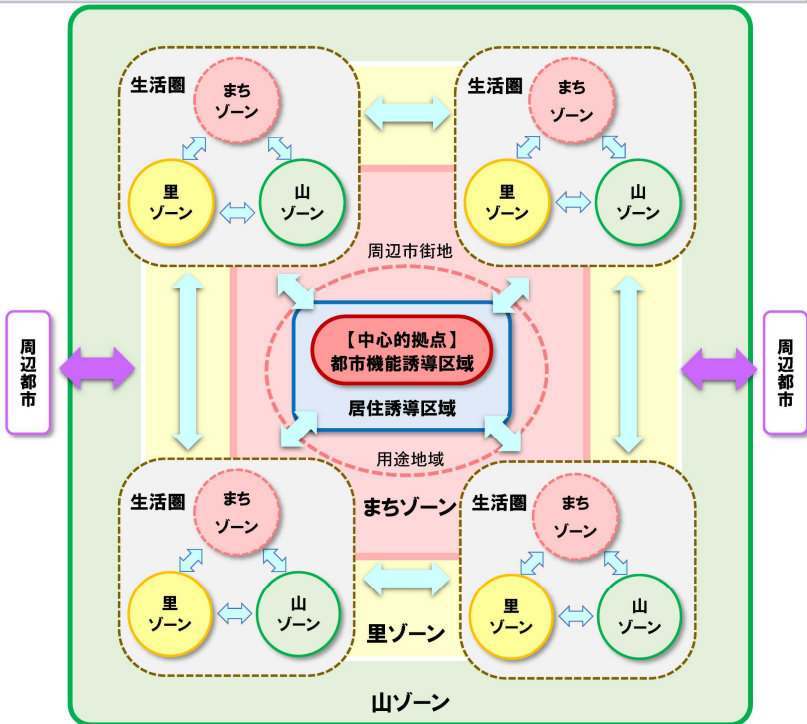 生活圏
まち
ゾーン
里
ゾーン
山
ゾーン
生活圏
まち
ゾーン
里
ゾーン
山
ゾーン
周辺市街地
【中心的拠点】
都市機能誘導区域
居住誘導区域
用途地域
周辺都市
周辺都市
まちゾーン
生活圏
まち
ゾーン
里
ゾーン
山
ゾーン
生活圏
まち
ゾーン
里
ゾーン
山
ゾーン
里ゾーン
山ゾーン